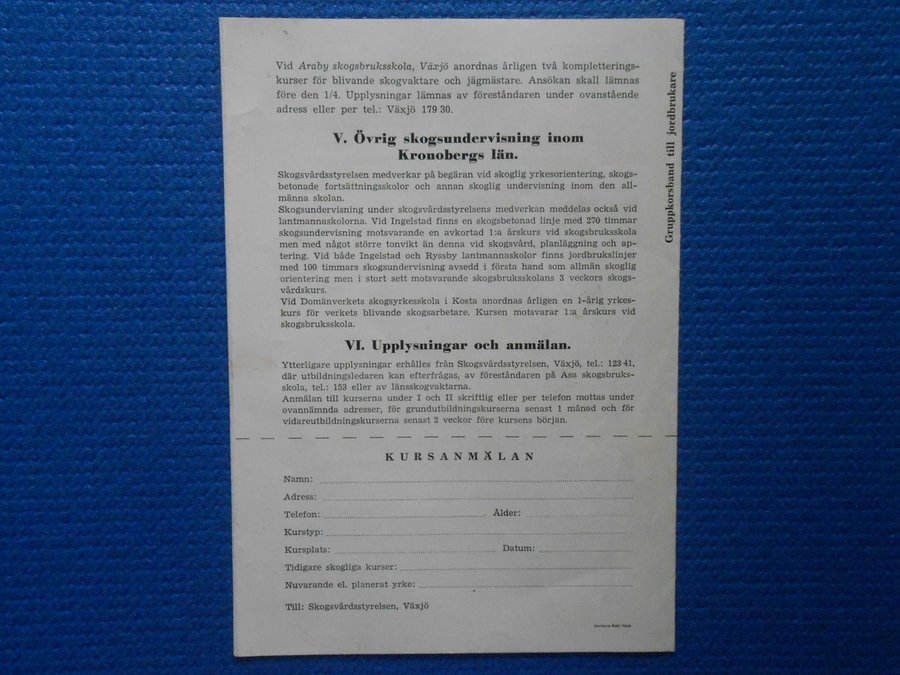 Vid Araby skogsbruksskola, Växjö anordnas årligen två kompletterings-
kurser för blivande skogvaktare och jägmästare. Ansökan skall lämnas
före den 1/4. Upplysningar lämnas av föreståndaren under ovanstående
adress eller per tel.: Växjö 179 30.
V. Övrig skogsundervisning inom
Kronobergs län.
Skogsvårdsstyrelsen medverkar på begäran vid skoglig yrkesorientering, skogs-
betonade fortsättningsskolor och annan skoglig undervisning inom den all-
männa skolan.
Skogsundervisning under skogsvårdsstyrelsens medverkan meddelas också vid
lantmannaskolorna. Vid Ingelstad finns en skogsbetonad linje med 270 timmar
skogsundervisning motsvarande en avkortad 1:a årskurs vid skogsbruksskola
men med något större tonvikt än denna vid skogsvård, planläggning och ap-
tering. Vid både Ingelstad och Ryssby lantmannaskolor finns jordbrukslinjer
med 100 timmars skogsundervisning avsedd i första hand som allmän skoglig
orientering men i stort sett motsvarande skogsbruksskolans 3 veckors skogs-
vårdskurs.
Vid Domänverkets skogsyrkesskola i Kosta anordnas årligen en 1-årig yrkes-
kurs för verkets blivande skogsarbetare. Kursen motsvarar 1:a årskurs vid
skogsbruksskola.
VI. Upplysningar och anmälan.
Ytterligare upplysningar erhålles från Skogsvårdsstyrelsen, Växjö, tel.: 123 41,
där utbildningsledaren kan efterfrågas, av föreståndaren på Asa skogsbruks-
skola, tel.: 153 eller av länsskogvaktarna.
Anmälan till kurserna under I och II skriftlig eller per telefon mottas under
ovannämnda adresser, för grundutbildningskurserna senast 1 månad och för
vidareutbildningskurserna senast 2 veckor före kursens början.
KURSANMÄLAN
Namn:
Adress:
Telefon: Ålder:
Kurstyp:
Kursplats: Datum:
Tidigare skogliga kurser:
Nuvarande el. planerat yrke:
Till: Skogsvårdsstyrelsen, Växjö
Gruppkorsband till jordbrukare